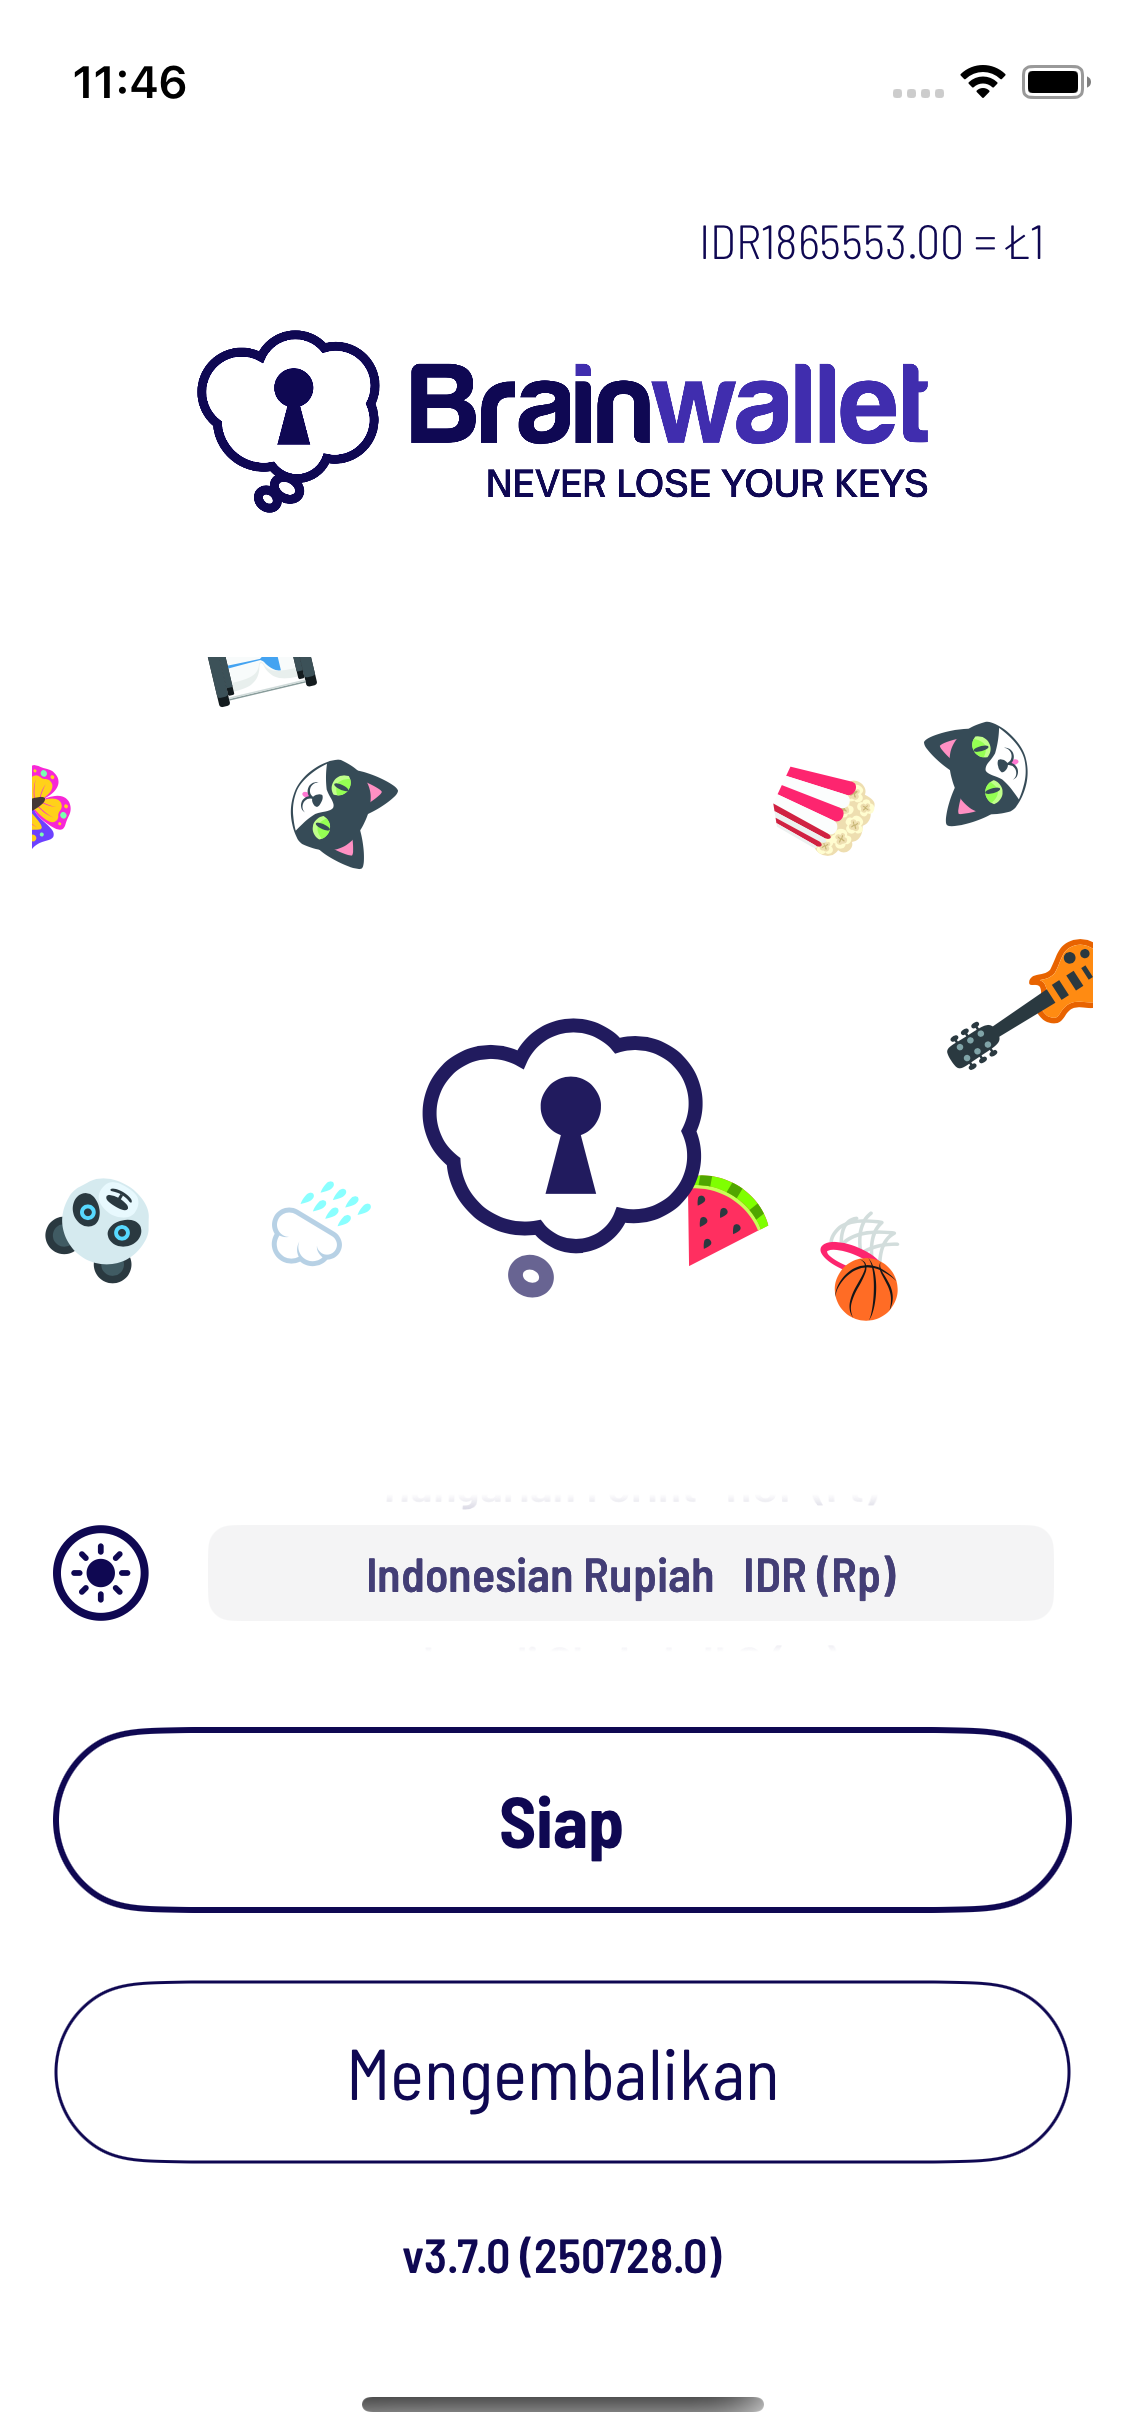 11:46
IDR1865553.00 = Ł1
Brainwallet
NEVER LOSE YOUR KEYS
Indonesian Rupiah IDR (Rp)
Siap
Mengembalikan
v3.7.0 (250728.0)